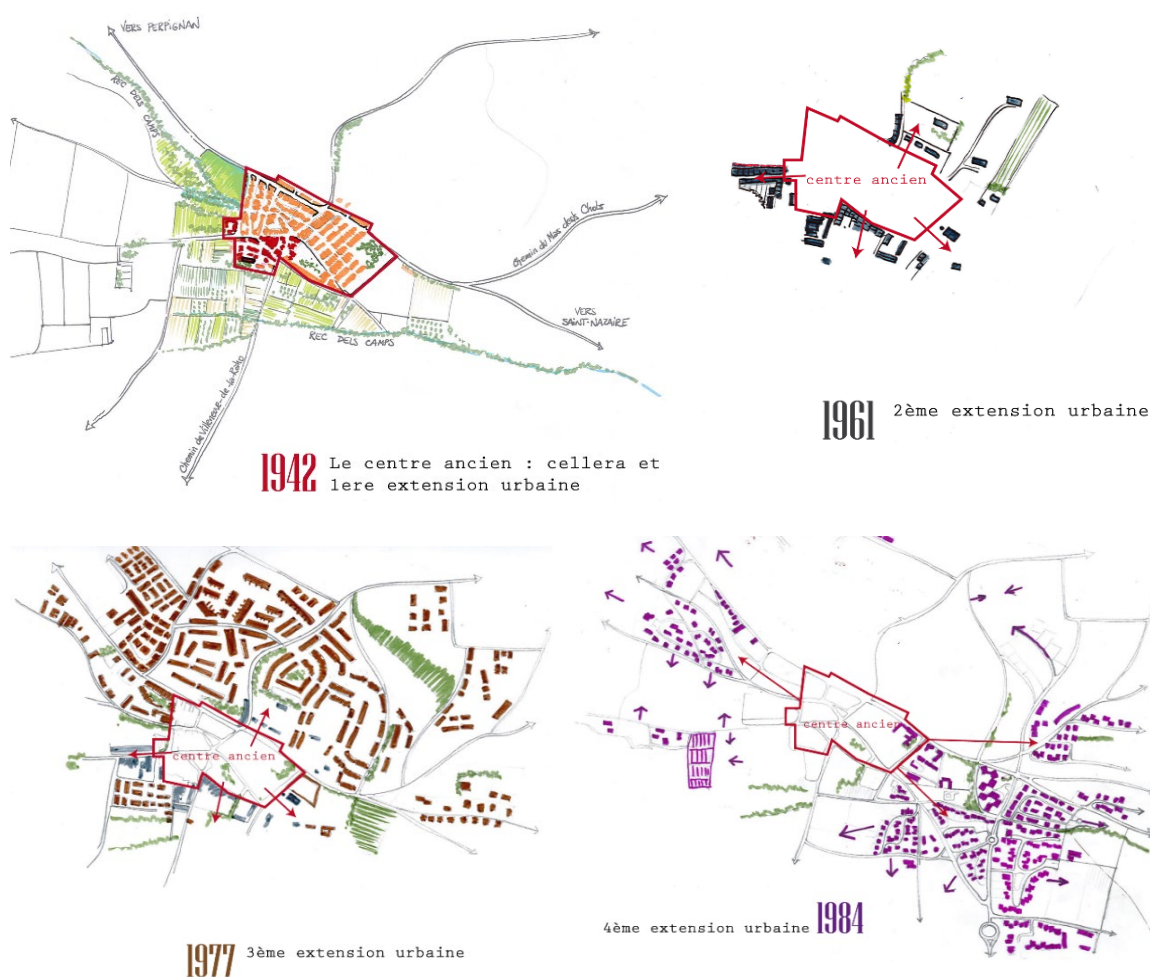 VERS PERPIGNAN
REC DELS CAMPS
Chemin du Mas dous Chols
VERS
SAINT-NAZAIRE
REC DELS CAMPS
Chemin de Villeneuve-de-la-Raho
1942 Le centre ancien : cellera et
1ere extension urbaine
centre ancien
1961 2ème extension urbaine
centre ancien
1977 3ème extension urbaine
centre ancien
4ème extension urbaine 1984